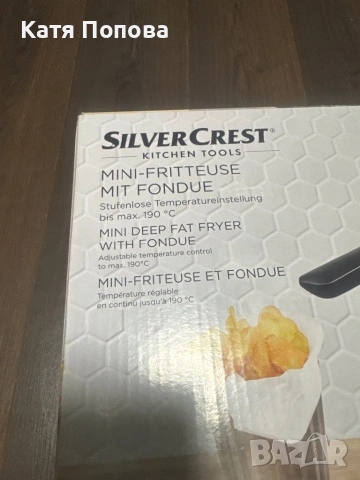 Катя Попова
SILVERCREST®
KITCHEN TOOLS
MINI-FRITTEUSE
MIT FONDUE
Stufenlose Temperatureinstellung
bis max. 190 °C
MINI DEEP FAT FRYER
WITH FONDUE
Adjustable temperature control
to max. 190°C
MINI-FRITEUSE ET FONDUE
Température réglable
en continu jusqu'à 190 °C
BAZAR